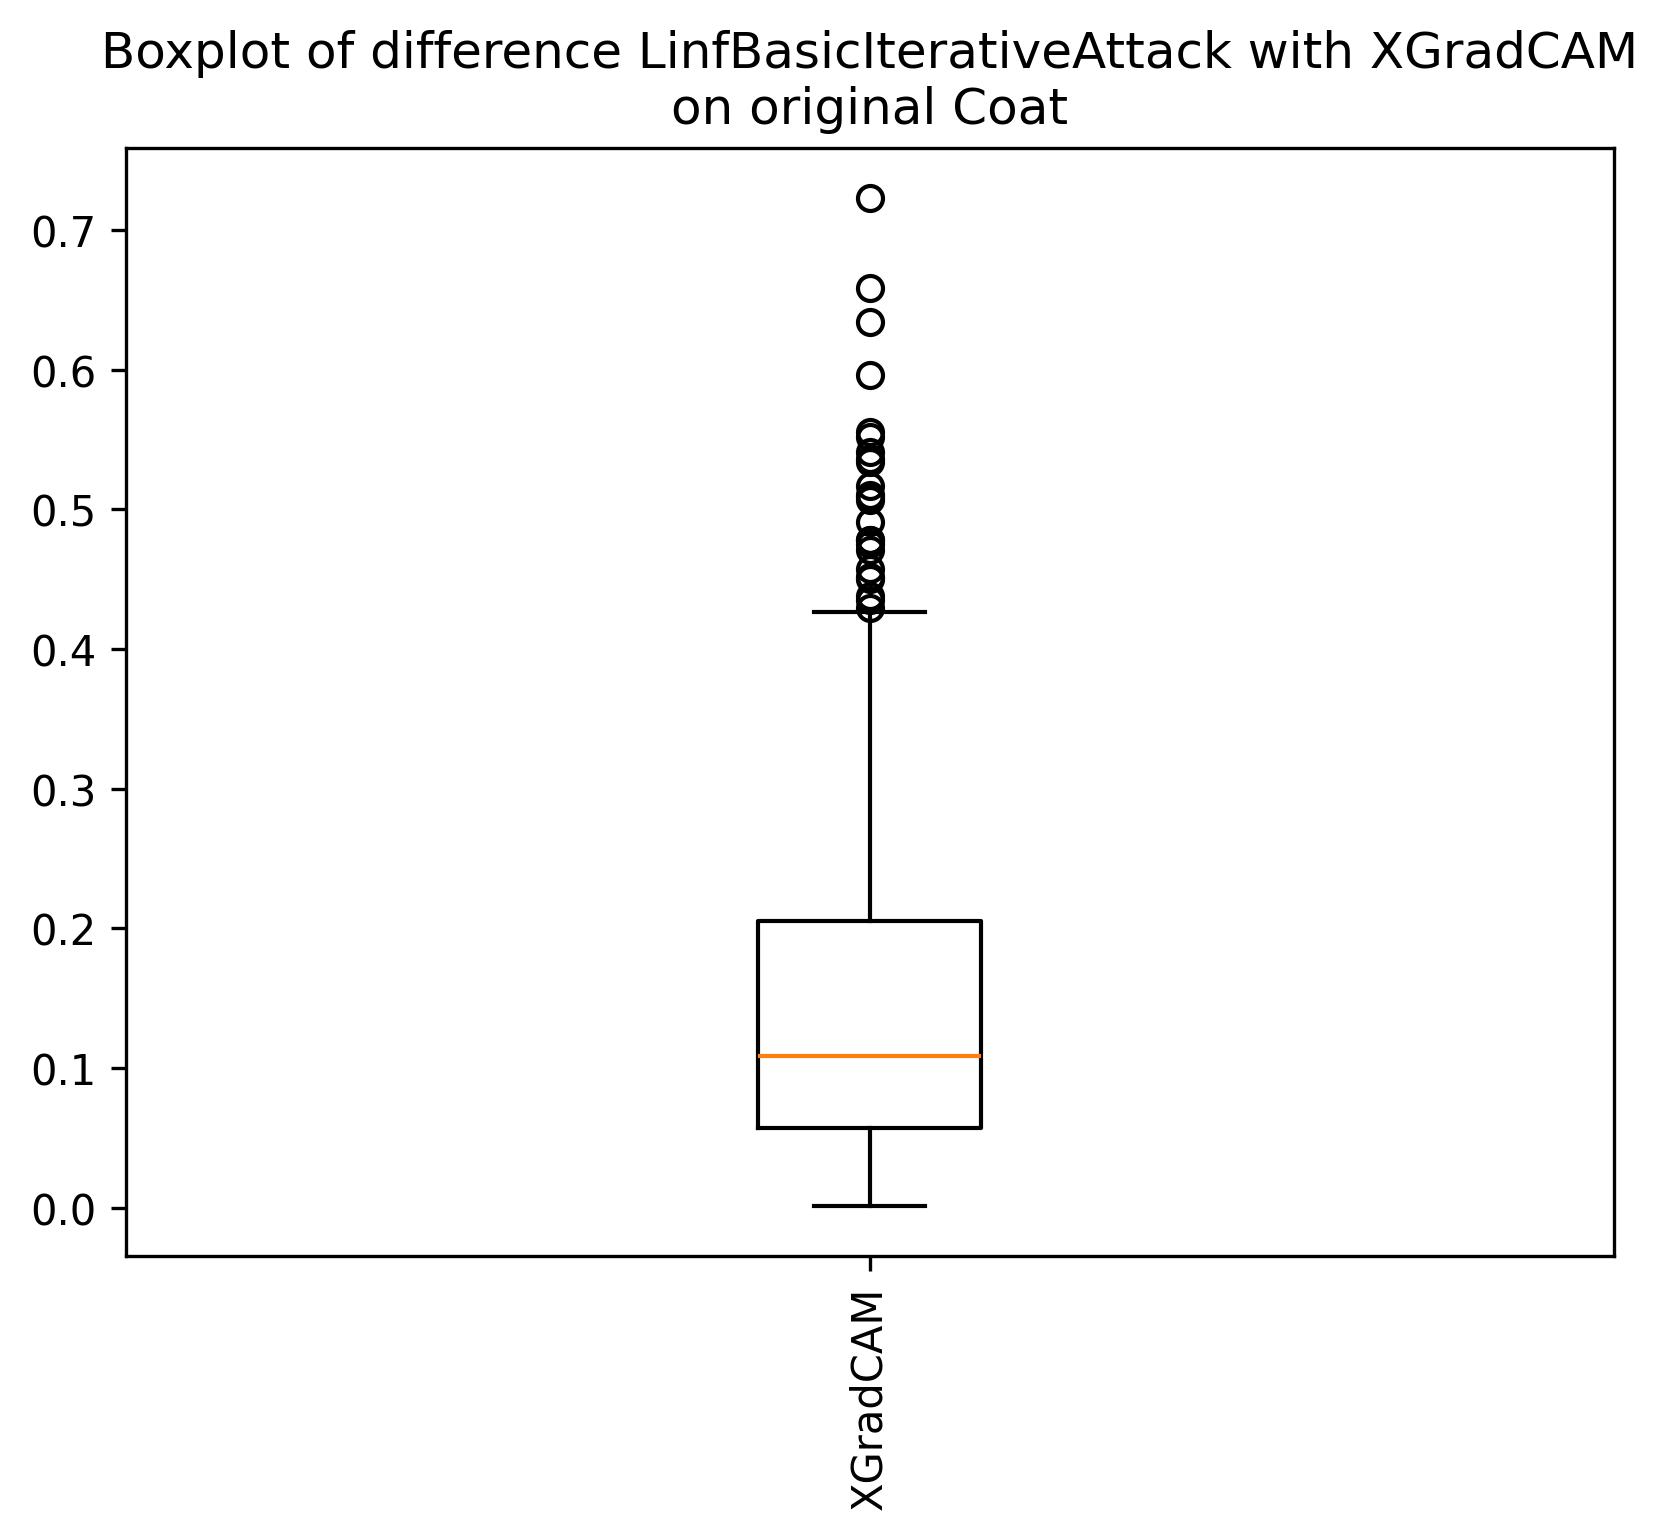 Boxplot of difference LinfBasicIterativeAttack with XGradCAM
on original Coat
0.7
0.6
0.5
0.4
0.3
0.2
0.1
0.0
XGradCAM